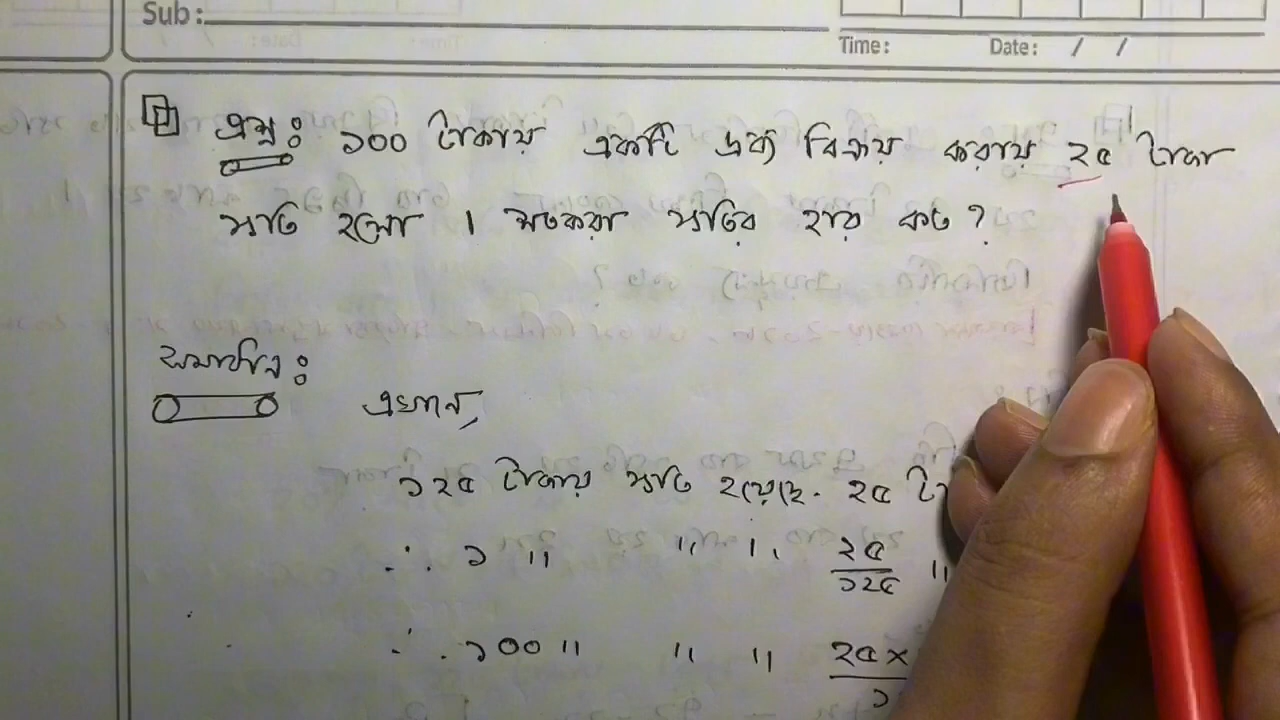 Sub:
Time: Date: / /
প্রশ্ন: ১০০ টাকায় একটি দ্রব্য বিক্রয় করায় ২৫ টাকা
ক্ষতি হলো । শতকরা ক্ষতির হার কত ?
সমাধান:
এখানে,
১২৫ টাকায় ক্ষতি হয়েছে ২৫
∴ ১ " " " ২৫/১২৫ "
∴ ১০০ " " " ২৫×